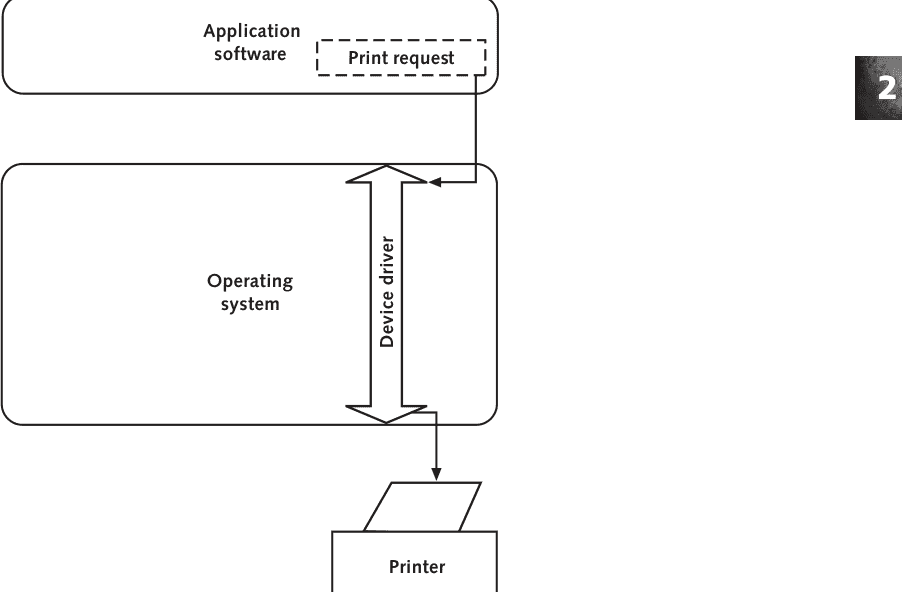 Application
software
Print request
2
Operating
system
Device driver
Printer